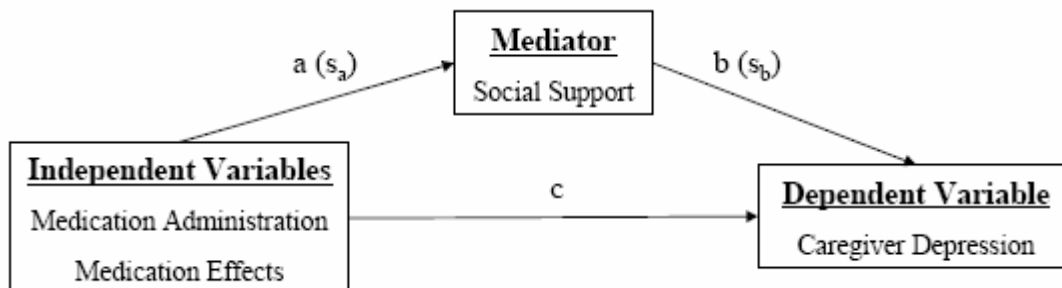 Mediator
Social Support
a (sa)
b (sb)
Independent Variables
Medication Administration
Medication Effects
c
Dependent Variable
Caregiver Depression